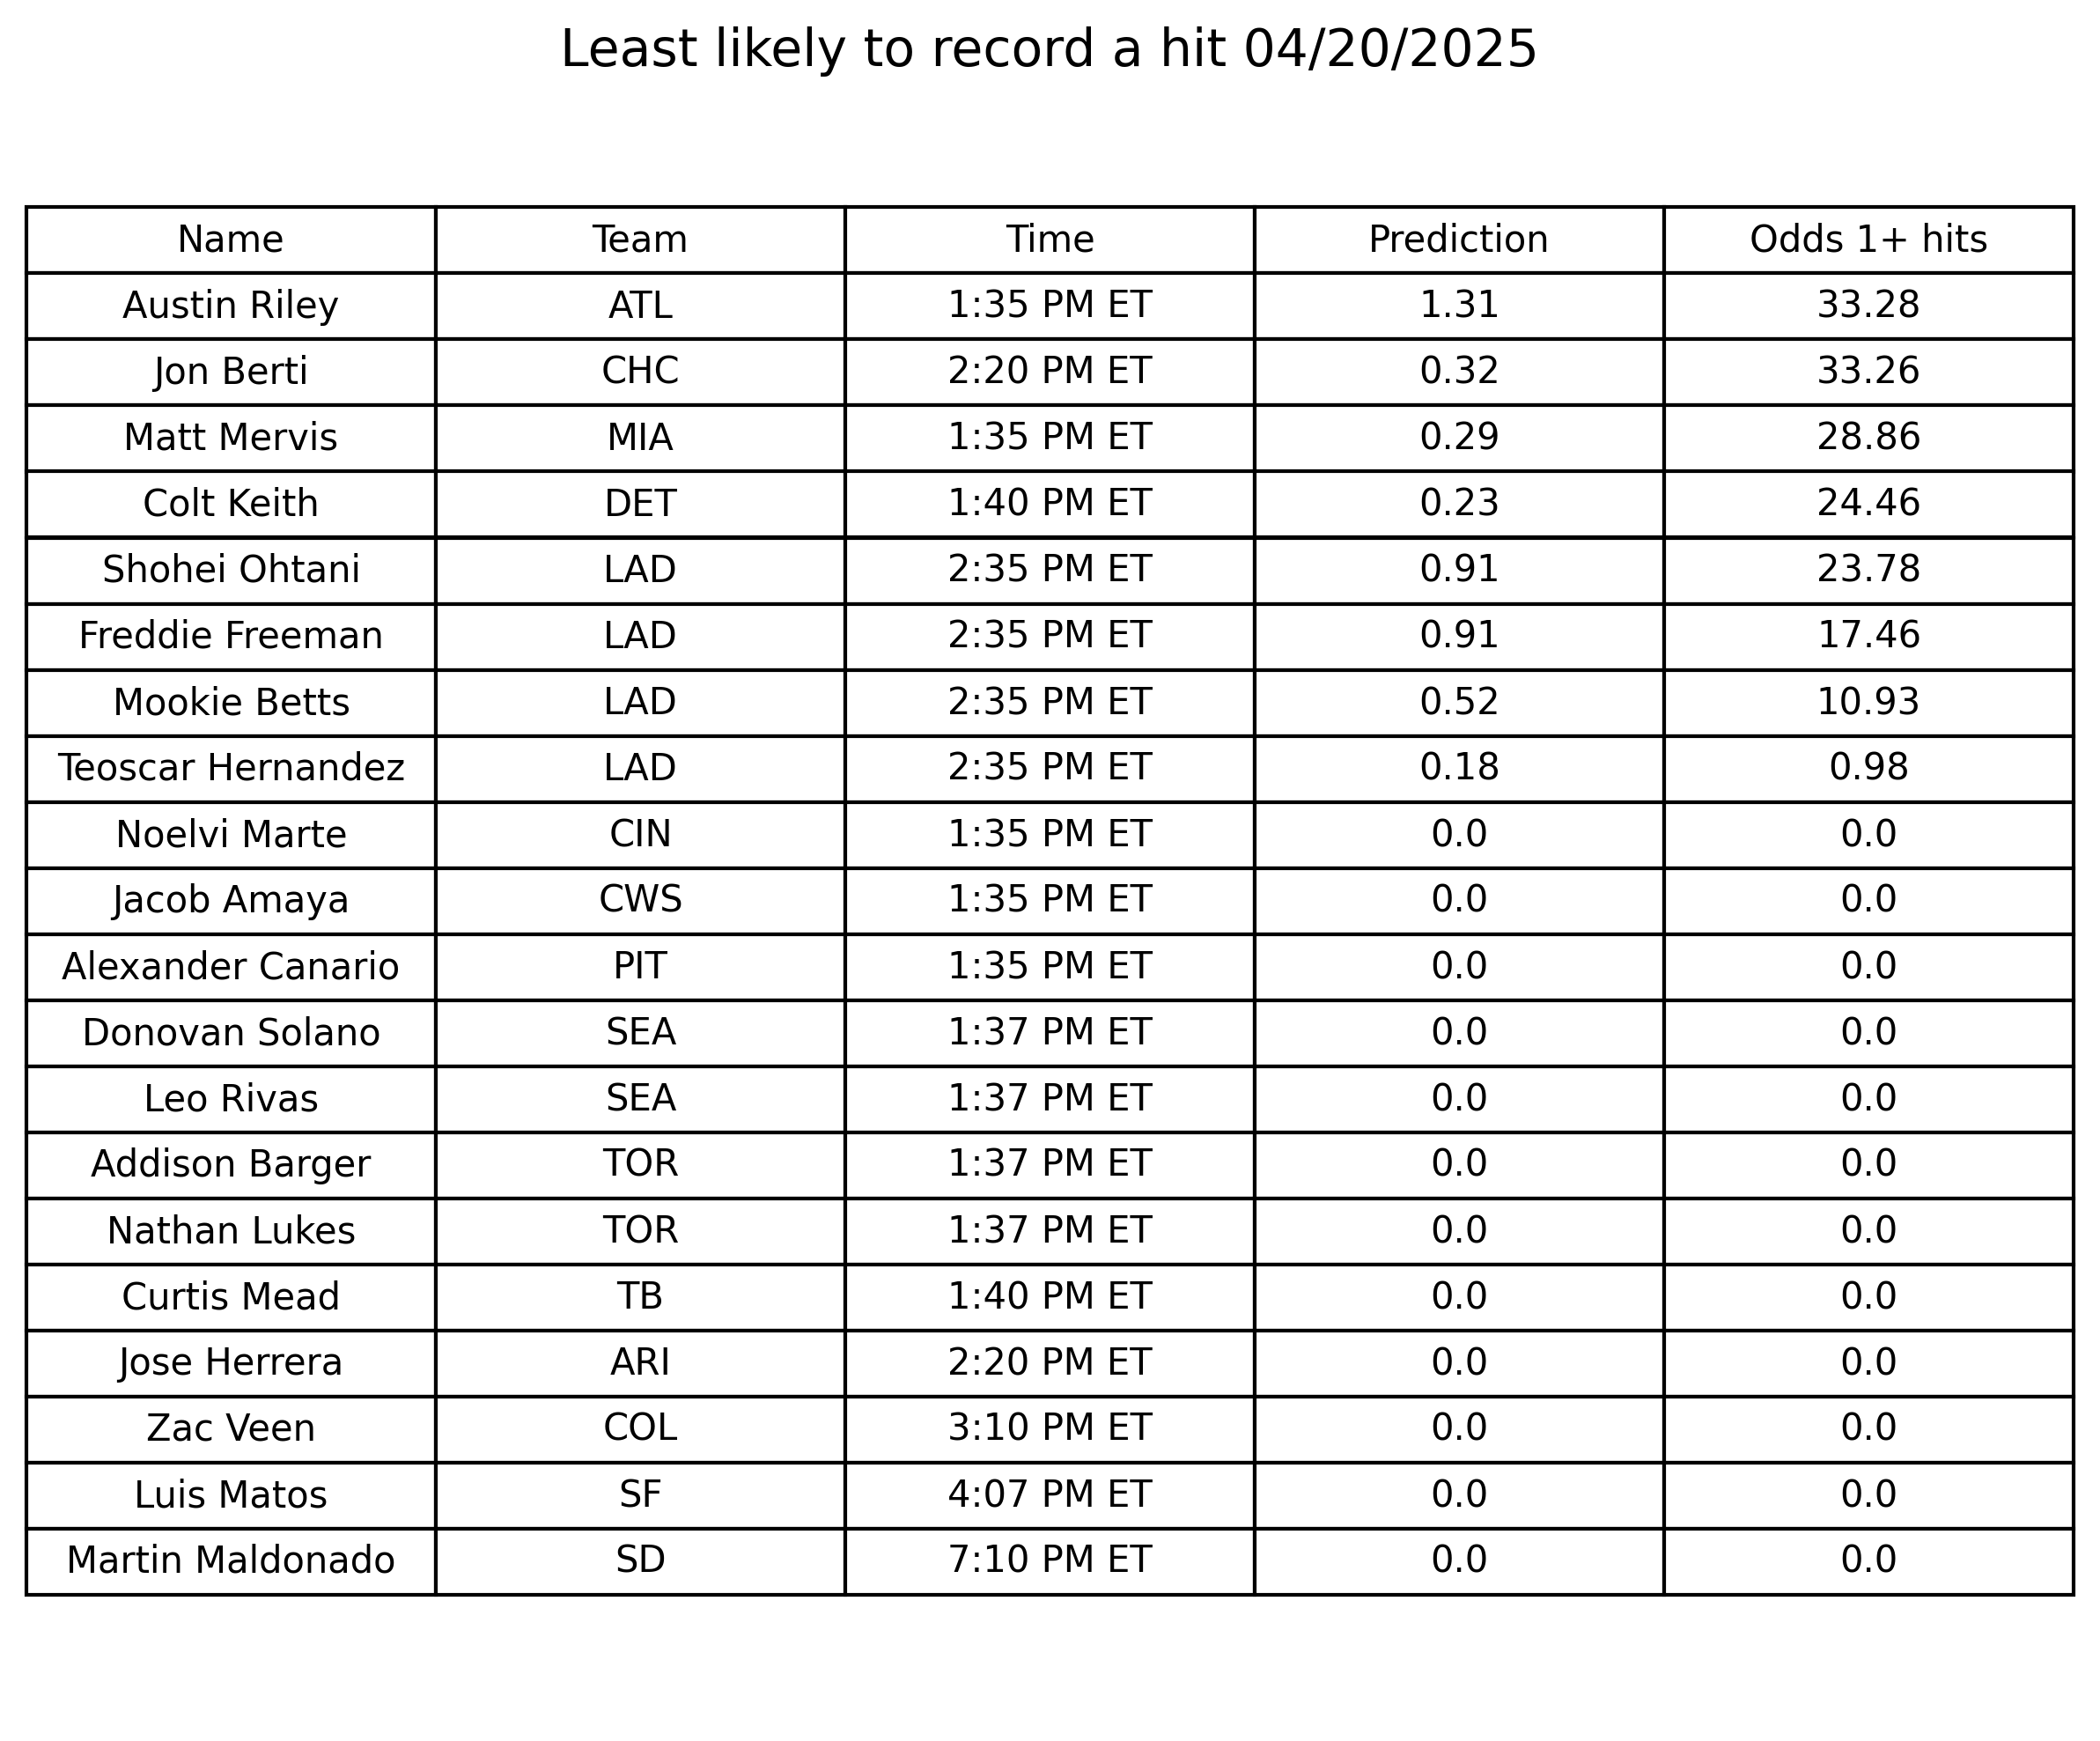 Least likely to record a hit 04/20/2025
Name Team Time Prediction Odds 1+ hits
Austin Riley ATL 1:35 PM ET 1.31 33.28
Jon Berti CHC 2:20 PM ET 0.32 33.26
Matt Mervis MIA 1:35 PM ET 0.29 28.86
Colt Keith DET 1:40 PM ET 0.23 24.46
Shohei Ohtani LAD 2:35 PM ET 0.91 23.78
Freddie Freeman LAD 2:35 PM ET 0.91 17.46
Mookie Betts LAD 2:35 PM ET 0.52 10.93
Teoscar Hernandez LAD 2:35 PM ET 0.18 0.98
Noelvi Marte CIN 1:35 PM ET 0.0 0.0
Jacob Amaya CWS 1:35 PM ET 0.0 0.0
Alexander Canario PIT 1:35 PM ET 0.0 0.0
Donovan Solano SEA 1:37 PM ET 0.0 0.0
Leo Rivas SEA 1:37 PM ET 0.0 0.0
Addison Barger TOR 1:37 PM ET 0.0 0.0
Nathan Lukes TOR 1:37 PM ET 0.0 0.0
Curtis Mead TB 1:40 PM ET 0.0 0.0
Jose Herrera ARI 2:20 PM ET 0.0 0.0
Zac Veen COL 3:10 PM ET 0.0 0.0
Luis Matos SF 4:07 PM ET 0.0 0.0
Martin Maldonado SD 7:10 PM ET 0.0 0.0